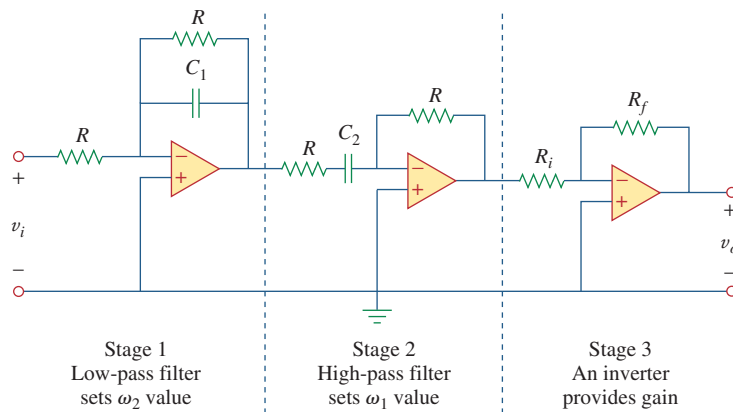 R
C1
R
R
C2
R
Ri
Rf
−
+
−
+
−
+
+
vi
−
+
vo
−
Stage 1
Low-pass filter
sets ω2 value
Stage 2
High-pass filter
sets ω1 value
Stage 3
An inverter
provides gain